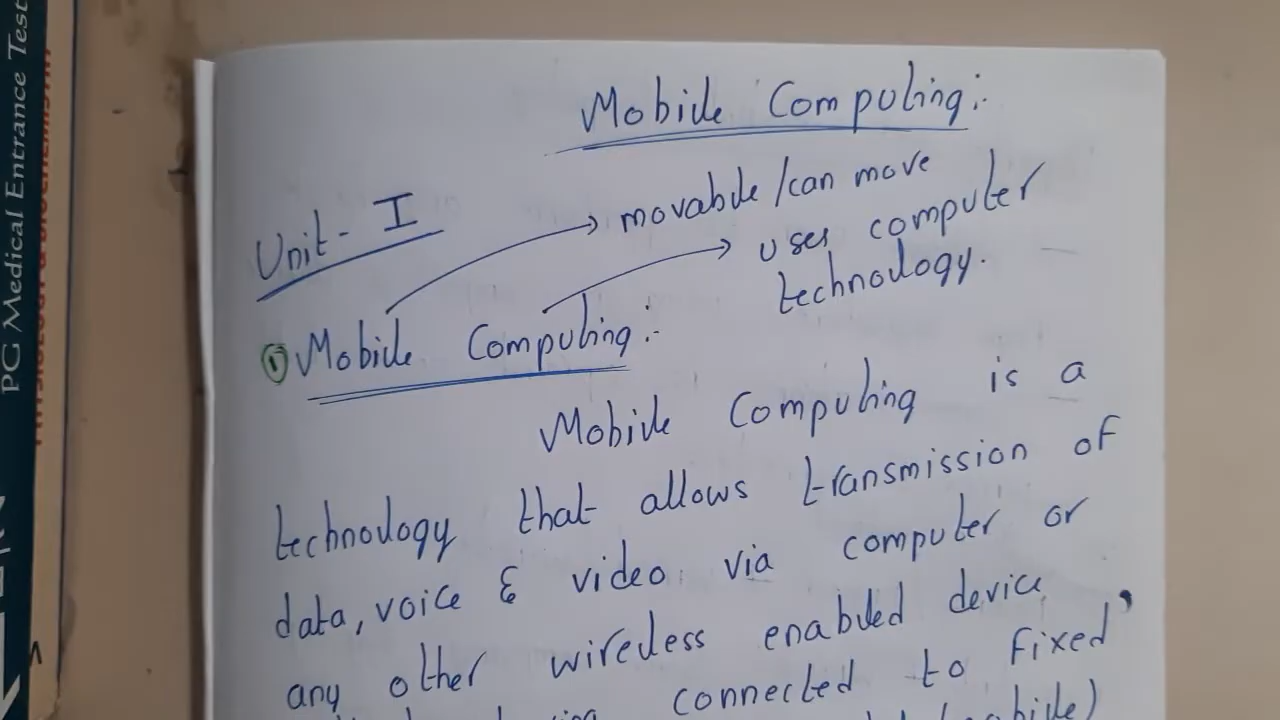 PG Medical Entrance Test
Mobile Computing:-
Unit- I
movable/can move
uses computer
technology.
① Mobile Computing:-
Mobile Computing is a
technology that allows transmission of
data, voice & video via computer or
any other wireless enabled device
connected to fixed